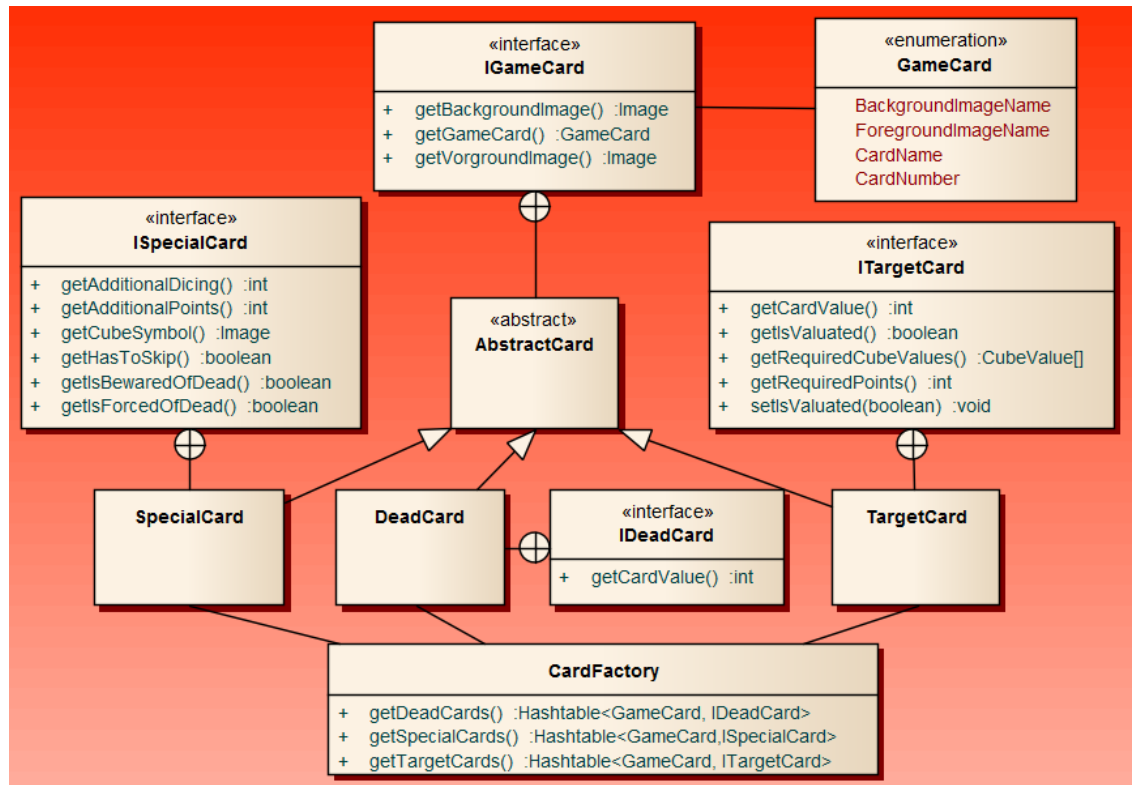 «interface»
IGameCard
+ getBackgroundImage() :Image
+ getGameCard() :GameCard
+ getVorgroundImage() :Image
«enumeration»
GameCard
BackgroundImageName
ForegroundImageName
CardName
CardNumber
«interface»
ISpecialCard
+ getAdditionalDicing() :int
+ getAdditionalPoints() :int
+ getCubeSymbol() :Image
+ getHasToSkip() :boolean
+ getIsBewaredOfDead() :boolean
+ getIsForcedOfDead() :boolean
«abstract»
AbstractCard
«interface»
ITargetCard
+ getCardValue() :int
+ getIsValuated() :boolean
+ getRequiredCubeValues() :CubeValue[]
+ getRequiredPoints() :int
+ setIsValuated(boolean) :void
SpecialCard
DeadCard
«interface»
IDeadCard
+ getCardValue() :int
TargetCard
CardFactory
+ getDeadCards() :Hashtable<GameCard, IDeadCard>
+ getSpecialCards() :Hashtable<GameCard,ISpecialCard>
+ getTargetCards() :Hashtable<GameCard, ITargetCard>